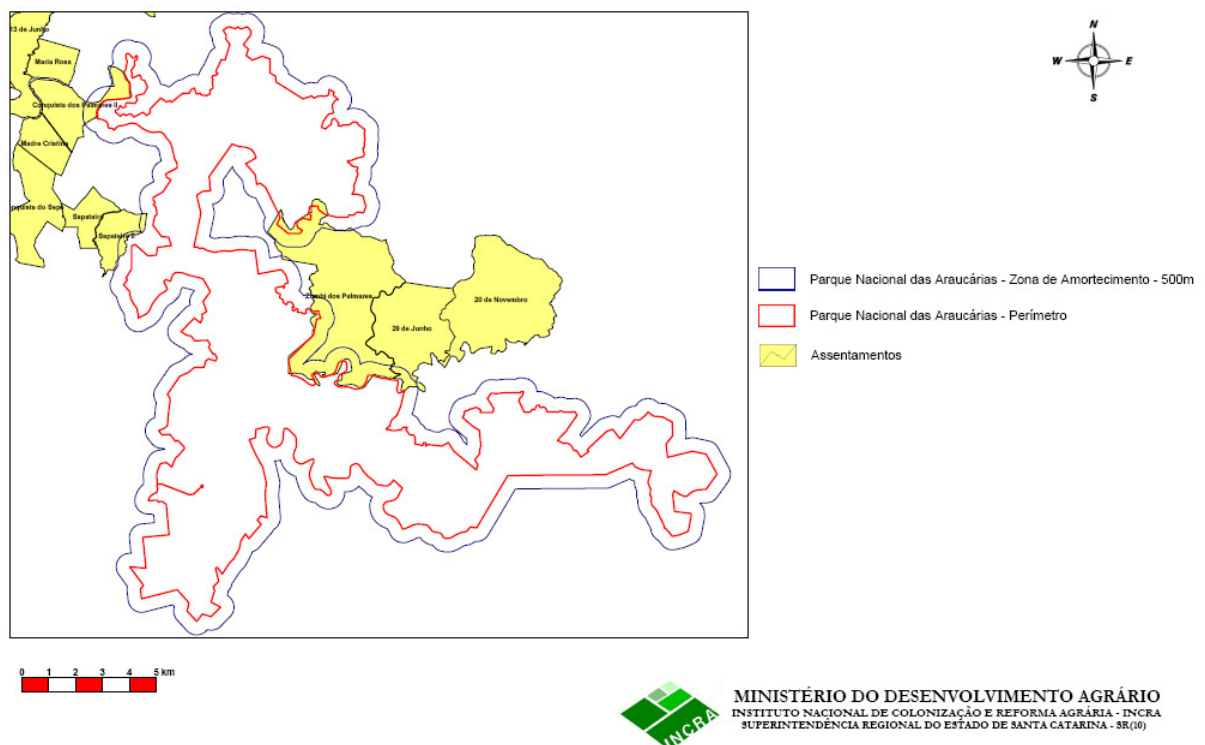 13 de Junho
Maria Rosa
Conquista dos Palmares II
Madre Cristina
nquista do Sepé
Sapateiro
Sapateiro 2
Zumbi dos Palmares
29 de Junho
20 de Novembro
N
W E
S
Parque Nacional das Araucárias - Zona de Amortecimento - 500m
Parque Nacional das Araucárias - Perímetro
Assentamentos
0 1 2 3 4 5 km
INCRA
MINISTÉRIO DO DESENVOLVIMENTO AGRÁRIO
INSTITUTO NACIONAL DE COLONIZAÇÃO E REFORMA AGRÁRIA - INCRA
SUPERINTENDÊNCIA REGIONAL DO ESTADO DE SANTA CATARINA - SR(10)